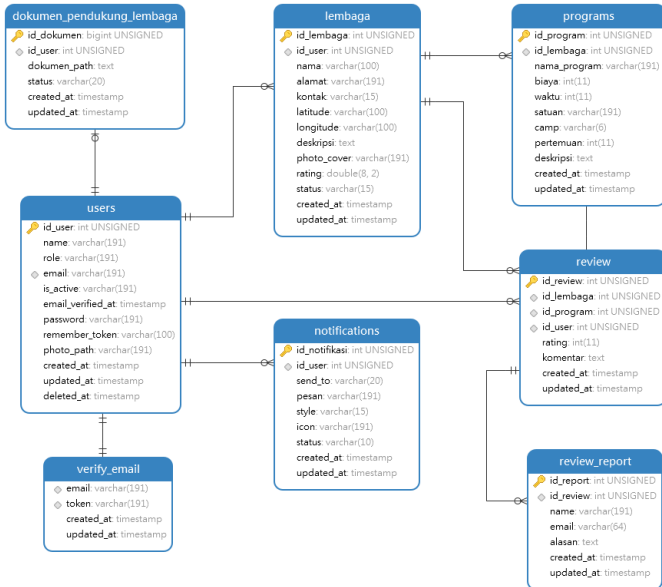 dokumen_pendukung_lembaga
id_dokumen: bigint UNSIGNED
id_user: int UNSIGNED
dokumen_path: text
status: varchar(20)
created_at: timestamp
updated_at: timestamp
lembaga
id_lembaga: int UNSIGNED
id_user: int UNSIGNED
nama: varchar(100)
alamat: varchar(191)
kontak: varchar(15)
latitude: varchar(100)
longitude: varchar(100)
deskripsi: text
photo_cover: varchar(191)
rating: double(8, 2)
status: varchar(15)
created_at: timestamp
updated_at: timestamp
programs
id_program: int UNSIGNED
id_lembaga: int UNSIGNED
nama_program: varchar(191)
biaya: int(11)
waktu: int(11)
satuan: varchar(191)
camp: varchar(6)
pertemuan: int(11)
deskripsi: text
created_at: timestamp
updated_at: timestamp
users
id_user: int UNSIGNED
name: varchar(191)
role: varchar(191)
email: varchar(191)
is_active: varchar(191)
email_verified_at: timestamp
password: varchar(191)
remember_token: varchar(100)
photo_path: varchar(191)
created_at: timestamp
updated_at: timestamp
deleted_at: timestamp
review
id_review: int UNSIGNED
id_lembaga: int UNSIGNED
id_program: int UNSIGNED
id_user: int UNSIGNED
rating: int(11)
komentar: text
created_at: timestamp
updated_at: timestamp
notifications
id_notifikasi: int UNSIGNED
id_user: int UNSIGNED
send_to: varchar(20)
pesan: varchar(191)
style: varchar(15)
icon: varchar(191)
status: varchar(10)
created_at: timestamp
updated_at: timestamp
verify_email
email: varchar(191)
token: varchar(191)
created_at: timestamp
updated_at: timestamp
review_report
id_report: int UNSIGNED
id_review: int UNSIGNED
name: varchar(191)
email: varchar(64)
alasan: text
created_at: timestamp
updated_at: timestamp